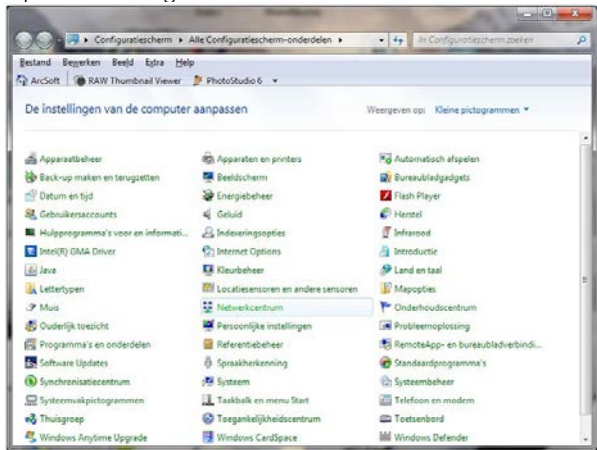 Configuratiescherm ▸ Alle Configuratiescherm-onderdelen ▸ In Configuratiescherm zoeken
Bestand Bewerken Beeld Extra Help
ArcSoft RAW Thumbnail Viewer PhotoStudio 6
De instellingen van de computer aanpassen Weergeven op: Kleine pictogrammen
Apparaatbeheer Apparaten en printers Automatisch afspelen
Back-up maken en terugzetten Beeldscherm Bureaubladgadgets
Datum en tijd Energiebeheer Flash Player
Gebruikersaccounts Geluid Herstel
Hulpprogramma's voor en informati... Indexeringsopties Infrarood
Intel(R) GMA Driver Internet Options Introductie
Java Kleurbeheer Land en taal
Lettertypen Locatiesensoren en andere sensoren Mapopties
Muis Netwerkcentrum Onderhoudscentrum
Ouderlijk toezicht Persoonlijke instellingen Probleemoplossing
Programma's en onderdelen Referentiebeheer RemoteApp- en bureaubladverbindi...
Software Updates Spraakherkenning Standaardprogramma's
Synchronisatiecentrum Systeem Systeembeheer
Systeemvakpictogrammen Taakbalk en menu Start Telefoon en modem
Thuisgroep Toegankelijkheidscentrum Toetsenbord
Windows Anytime Upgrade Windows CardSpace Windows Defender